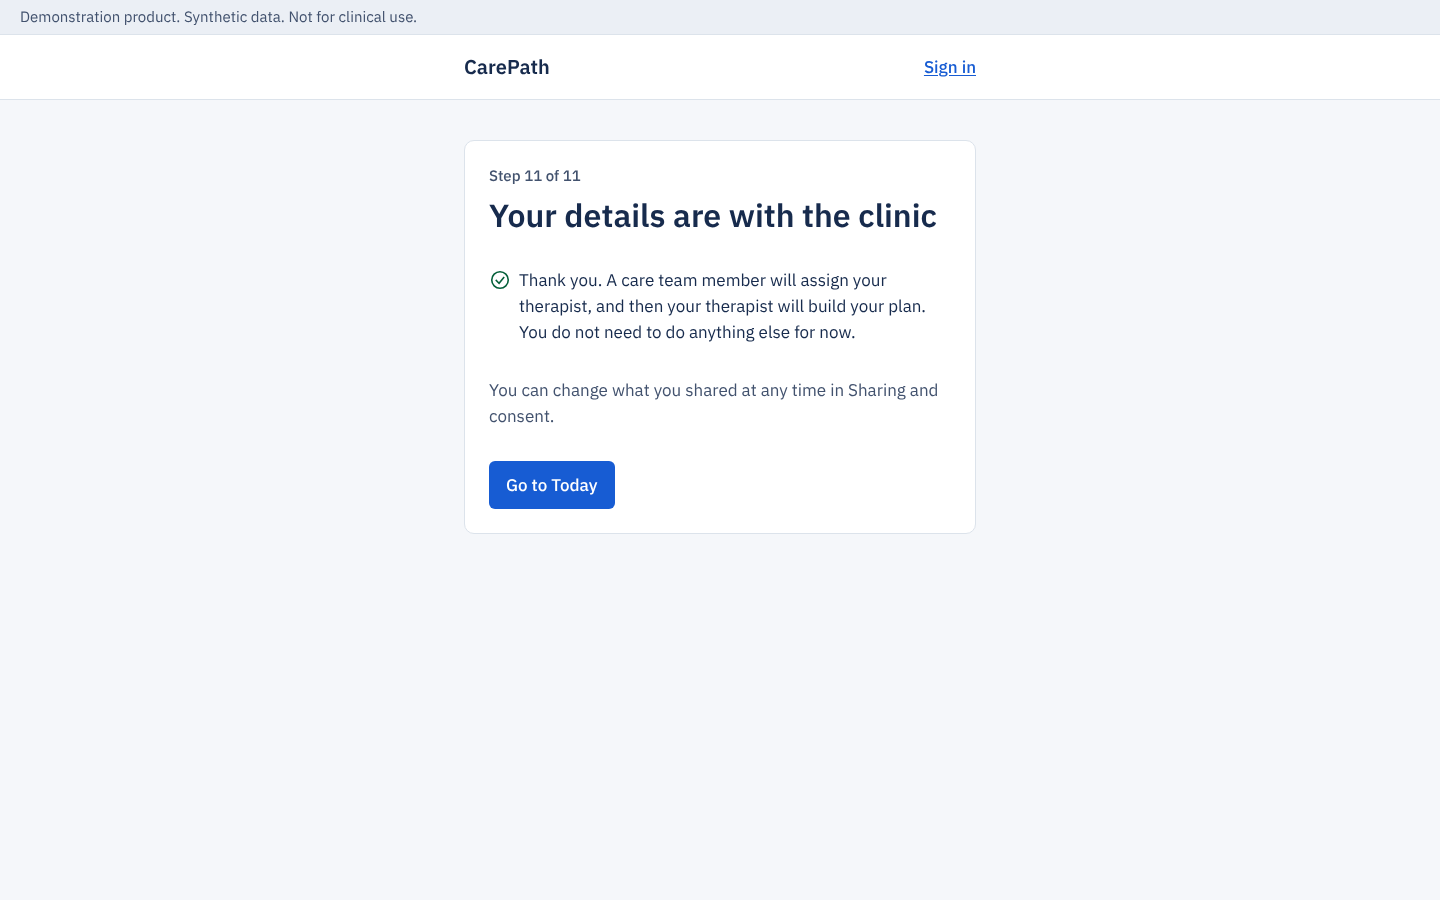 Demonstration product. Synthetic data. Not for clinical use.
CarePath
Sign in
Step 11 of 11
Your details are with the clinic
Thank you. A care team member will assign your
therapist, and then your therapist will build your plan.
You do not need to do anything else for now.
You can change what you shared at any time in Sharing and
consent.
Go to Today